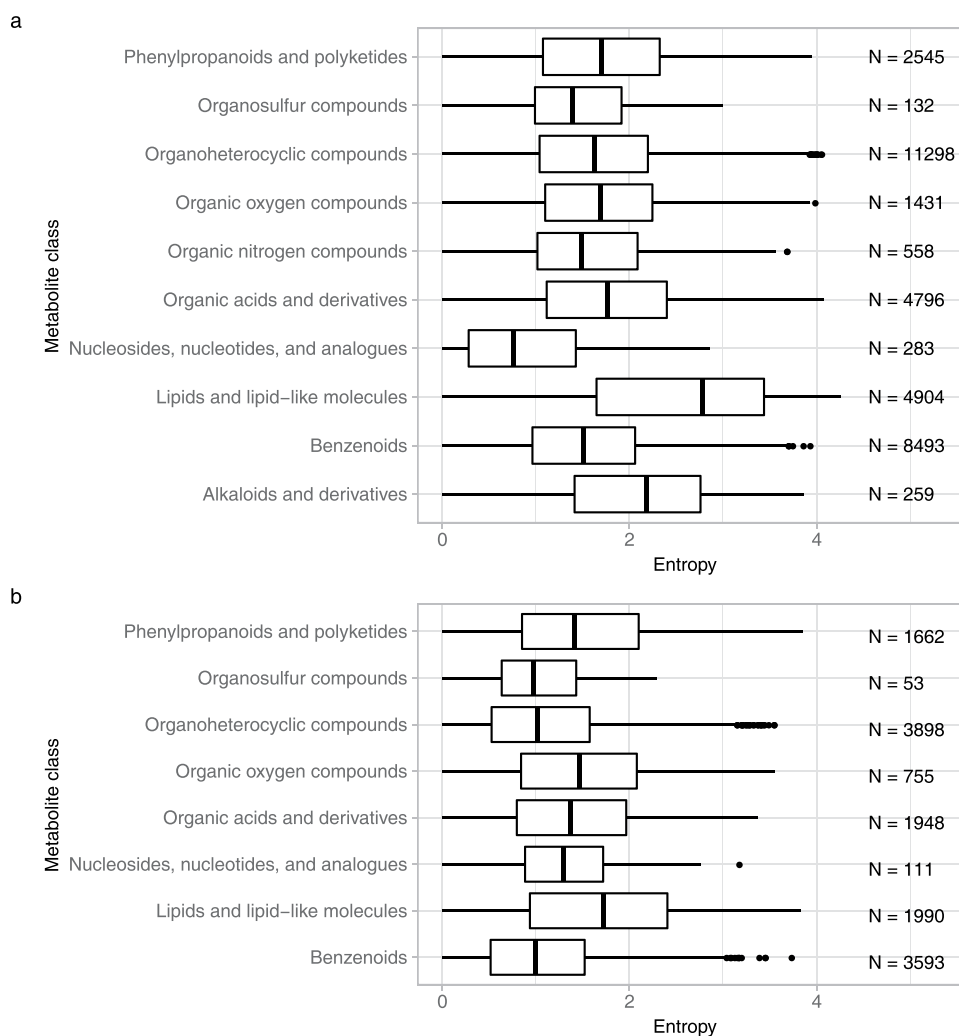 a
Metabolite class
Phenylpropanoids and polyketides N = 2545
Organosulfur compounds N = 132
Organoheterocyclic compounds N = 11298
Organic oxygen compounds N = 1431
Organic nitrogen compounds N = 558
Organic acids and derivatives N = 4796
Nucleosides, nucleotides, and analogues N = 283
Lipids and lipid−like molecules N = 4904
Benzenoids N = 8493
Alkaloids and derivatives N = 259
0 2 4
Entropy
b
Metabolite class
Phenylpropanoids and polyketides N = 1662
Organosulfur compounds N = 53
Organoheterocyclic compounds N = 3898
Organic oxygen compounds N = 755
Organic acids and derivatives N = 1948
Nucleosides, nucleotides, and analogues N = 111
Lipids and lipid−like molecules N = 1990
Benzenoids N = 3593
0 2 4
Entropy